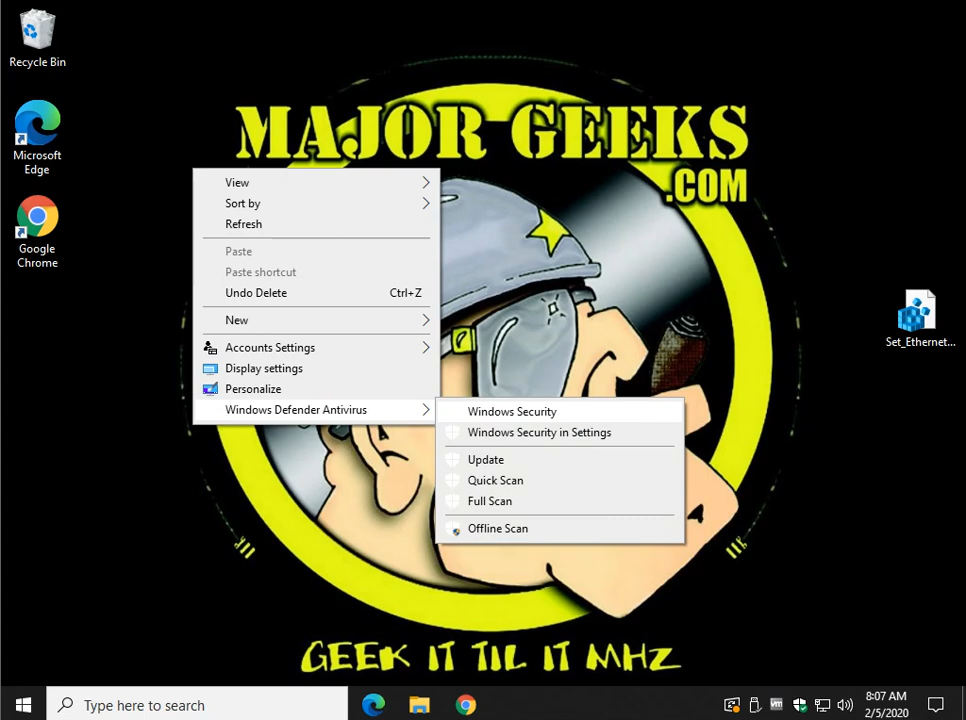 Recycle Bin
Microsoft
Edge
Google
Chrome
MAJOR GEEKS
.COM
View
Sort by
Refresh
Paste
Paste shortcut
Undo Delete Ctrl+Z
New
Accounts Settings
Display settings
Personalize
Windows Defender Antivirus
Windows Security
Windows Security in Settings
Update
Quick Scan
Full Scan
Offline Scan
Set_Ethernet...
GEEK IT TIL IT MHZ
Type here to search
vm
8:07 AM
2/5/2020